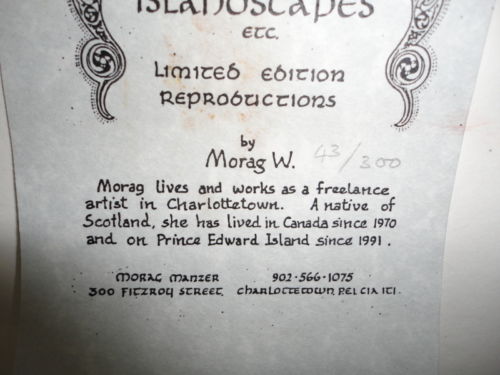 ISLANDSCAPES
ETC.
LIMITED EDITION
REPRODUCTIONS
by
Morag W. 43/300
Morag lives and works as a freelance
artist in Charlottetown. A native of
Scotland, she has lived in Canada since 1970
and on Prince Edward Island since 1991.
MORAG MANZER 902-566-1075
300 FITZROY STREET, CHARLOTTETOWN, P.E.I. C1A 1T1.